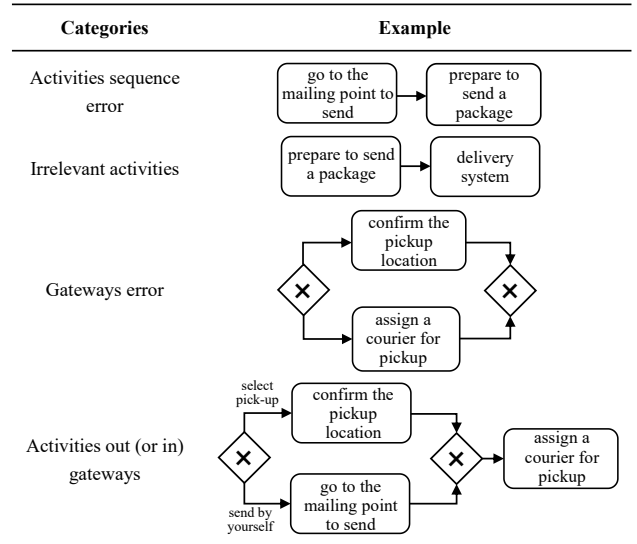 Categories
Example
Activities sequence
error
go to the
mailing point to
send
prepare to
send a
package
Irrelevant activities
prepare to send
a package
delivery
system
Gateways error
confirm the
pickup
location
assign a
courier for
pickup
Activities out (or in)
gateways
select
pick-up
confirm the
pickup
location
send by
yourself
go to the
mailing point
to send
assign a
courier for
pickup